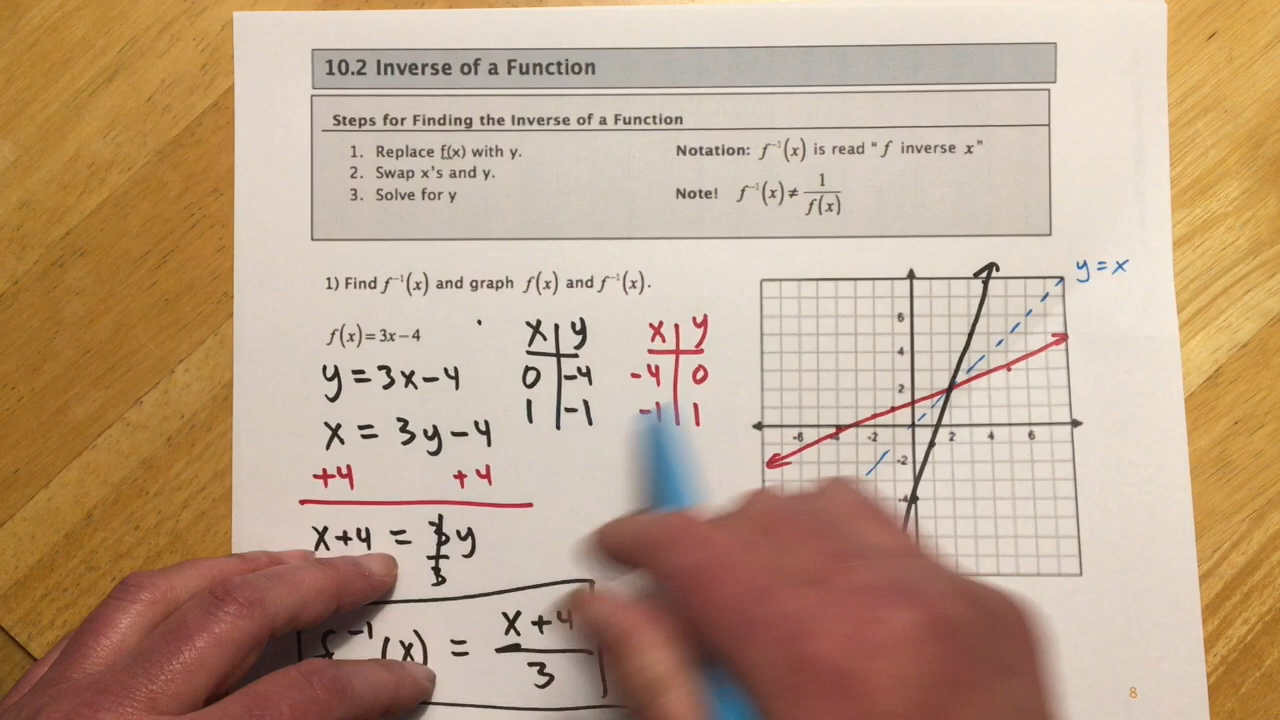 10.2 Inverse of a Function
Steps for Finding the Inverse of a Function
1. Replace f(x) with y.
2. Swap x's and y.
3. Solve for y
Notation: f⁻¹(x) is read "f inverse x"
Note! f⁻¹(x) ≠ 1/f(x)
1) Find f⁻¹(x) and graph f(x) and f⁻¹(x).
f(x)=3x−4
y = 3x−4
x = 3y−4
+4 +4
x+4 = 3y
3
f⁻¹(x) = x+4
3
x y
0 -4
1 -1
x y
-4 0
-1 1
y = x
6
4
2
-6 -2 2 4 6
-2
-4
8